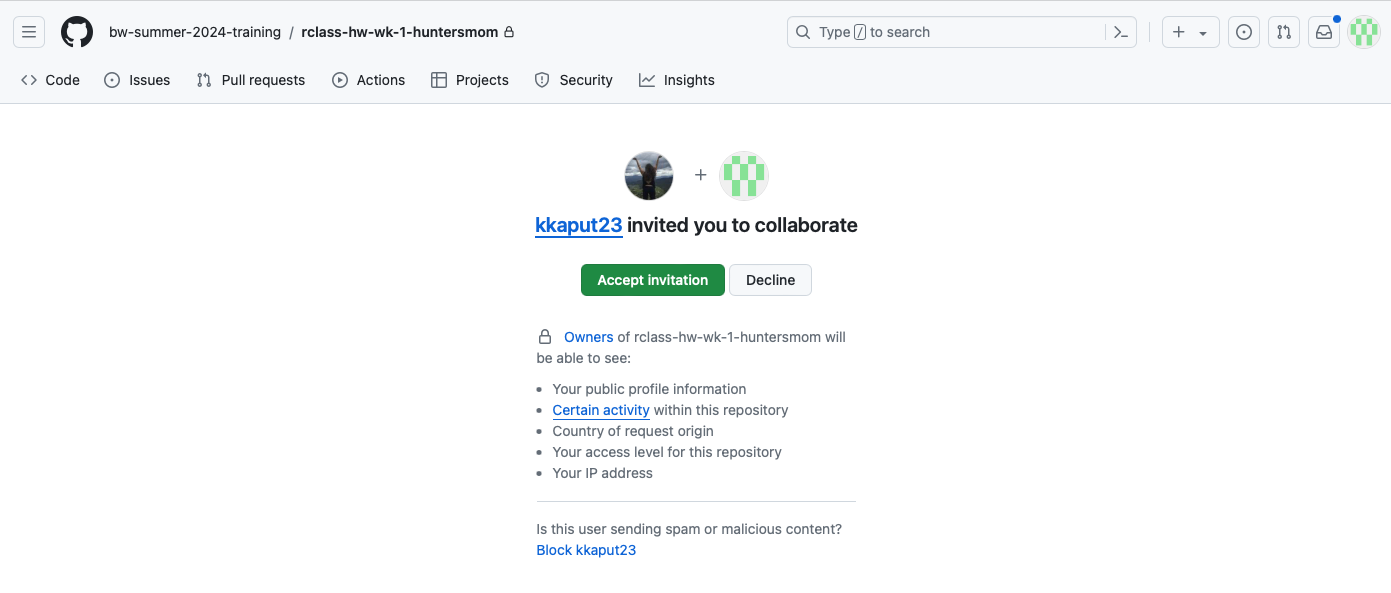 bw-summer-2024-training / rclass-hw-wk-1-huntersmom
Type / to search
Code Issues Pull requests Actions Projects Security Insights
+
kkaput23 invited you to collaborate
Accept invitation Decline
Owners of rclass-hw-wk-1-huntersmom will
be able to see:
• Your public profile information
• Certain activity within this repository
• Country of request origin
• Your access level for this repository
• Your IP address
Is this user sending spam or malicious content?
Block kkaput23